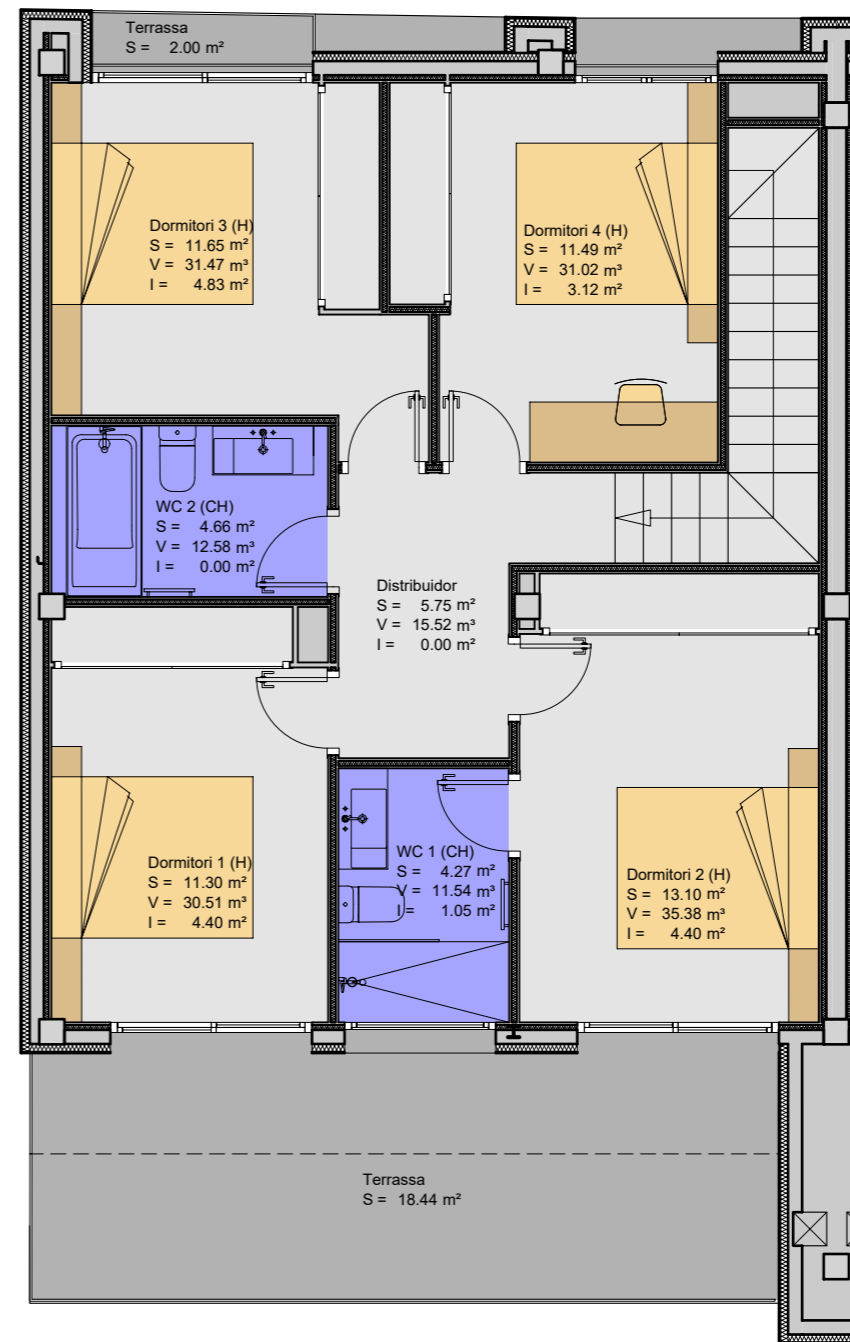 Terrassa
S = 2.00 m²
Dormitori 3 (H)
S = 11.65 m²
V = 31.47 m³
I = 4.83 m²
Dormitori 4 (H)
S = 11.49 m²
V = 31.02 m³
I = 3.12 m²
WC 2 (CH)
S = 4.66 m²
V = 12.58 m³
I = 0.00 m²
Distribuidor
S = 5.75 m²
V = 15.52 m³
I = 0.00 m²
Dormitori 1 (H)
S = 11.30 m²
V = 30.51 m³
I = 4.40 m²
WC 1 (CH)
S = 4.27 m²
V = 11.54 m³
I = 1.05 m²
Dormitori 2 (H)
S = 13.10 m²
V = 35.38 m³
I = 4.40 m²
Terrassa
S = 18.44 m²